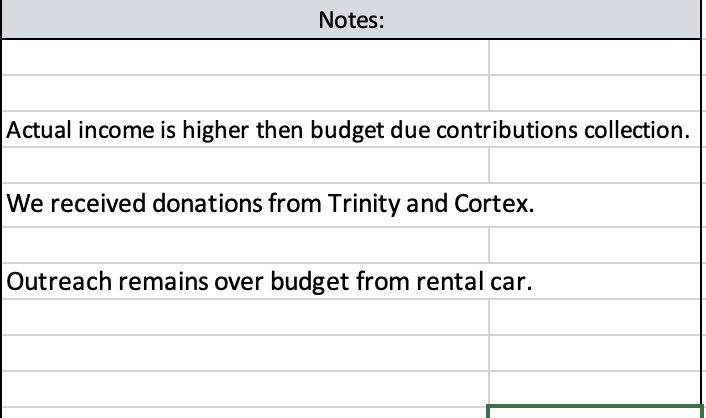 Notes:
Actual income is higher then budget due contributions collection.
We received donations from Trinity and Cortex.
Outreach remains over budget from rental car.